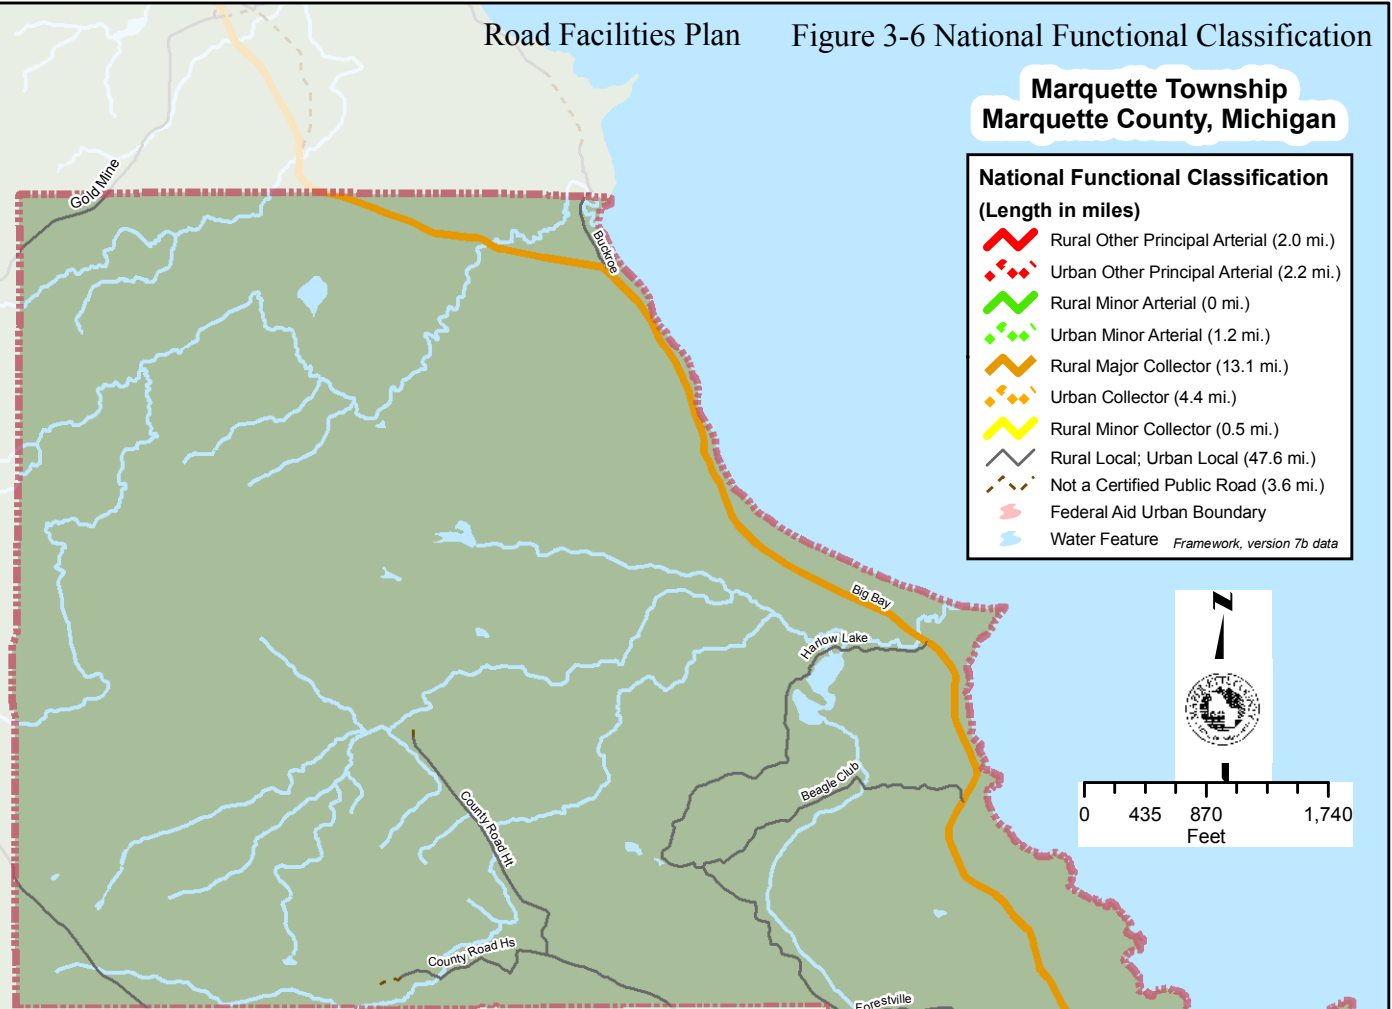 Road Facilities Plan
Figure 3-6 National Functional Classification
Marquette Township
Marquette County, Michigan
National Functional Classification
(Length in miles)
Rural Other Principal Arterial (2.0 mi.)
Urban Other Principal Arterial (2.2 mi.)
Rural Minor Arterial (0 mi.)
Urban Minor Arterial (1.2 mi.)
Rural Major Collector (13.1 mi.)
Urban Collector (4.4 mi.)
Rural Minor Collector (0.5 mi.)
Rural Local; Urban Local (47.6 mi.)
Not a Certified Public Road (3.6 mi.)
Federal Aid Urban Boundary
Water Feature
Framework, version 7b data
Gold Mine
Buckroe
Big Bay
Harlow Lake
Beagle Club
County Road Ht
County Road Hs
Forestville
N
0 435 870 1,740
Feet